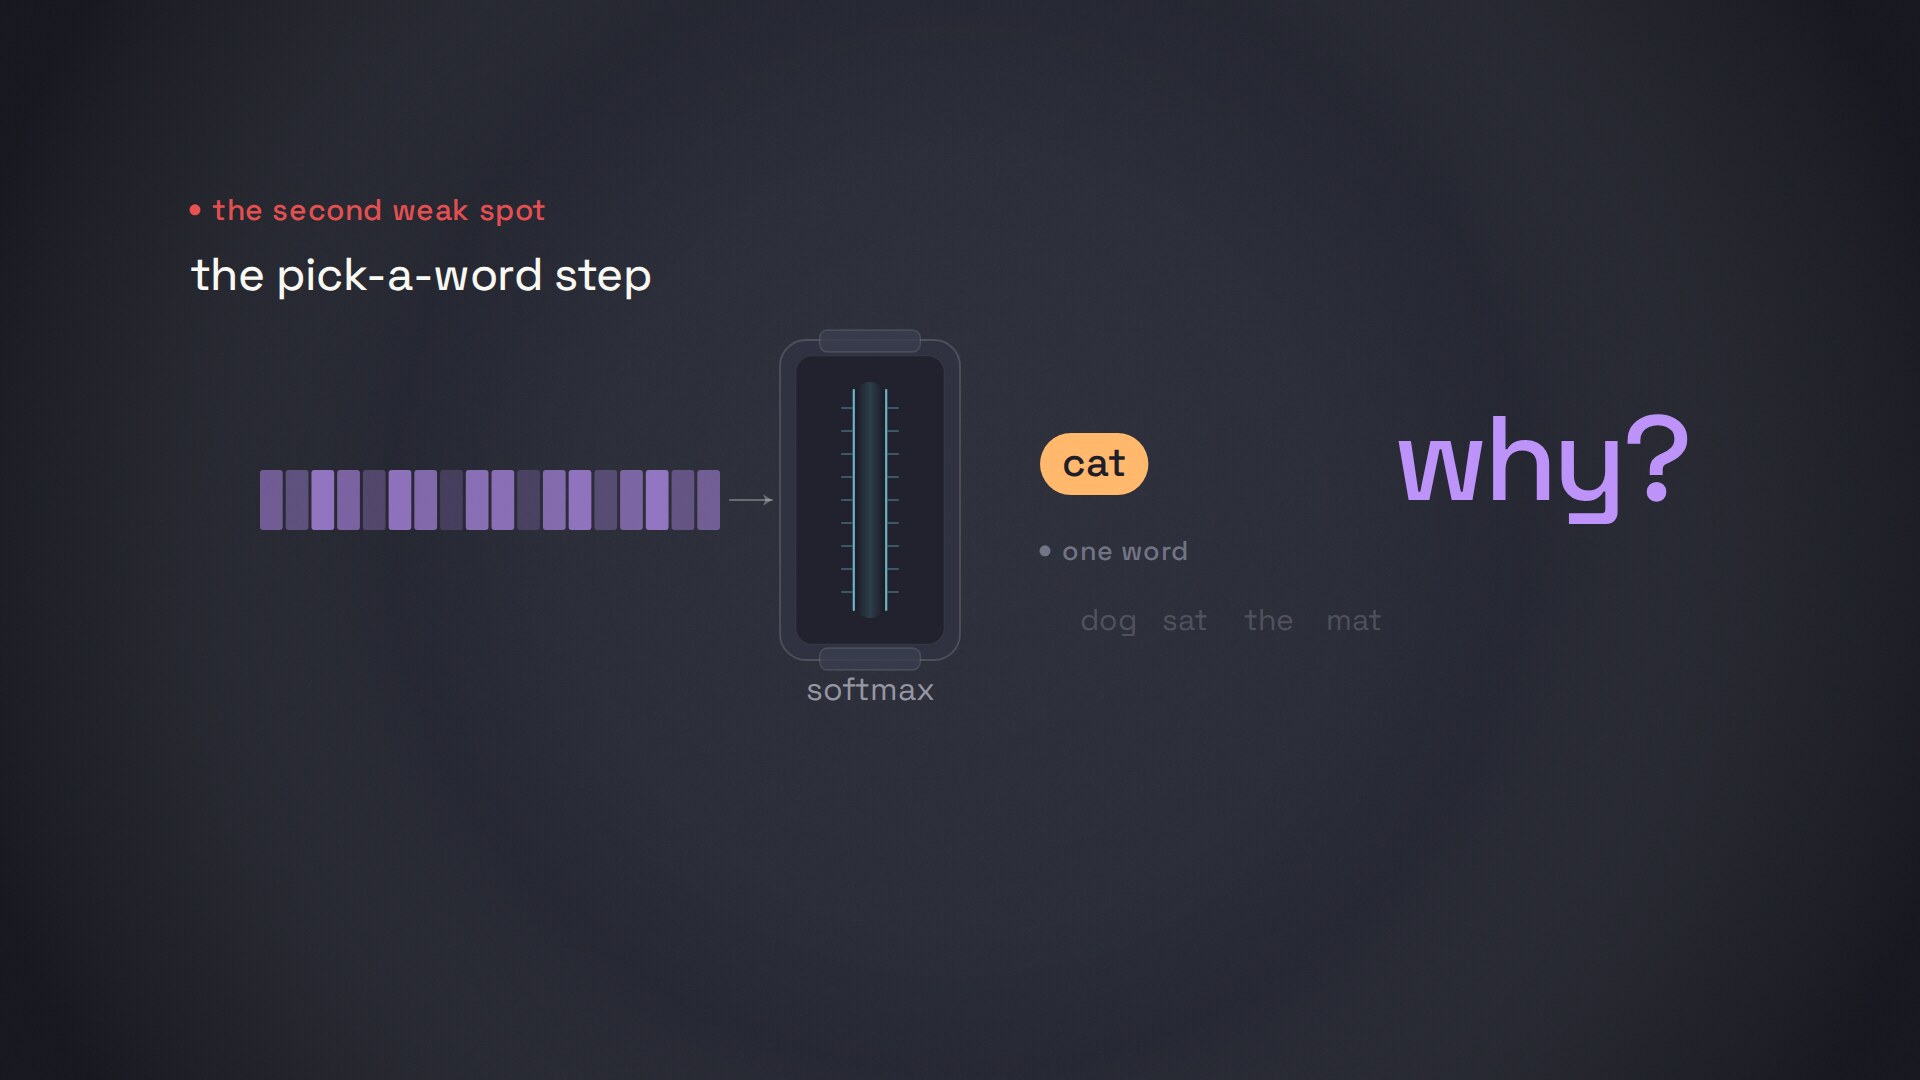 the second weak spot
the pick-a-word step
softmax
cat
one word
dog sat the mat
why?